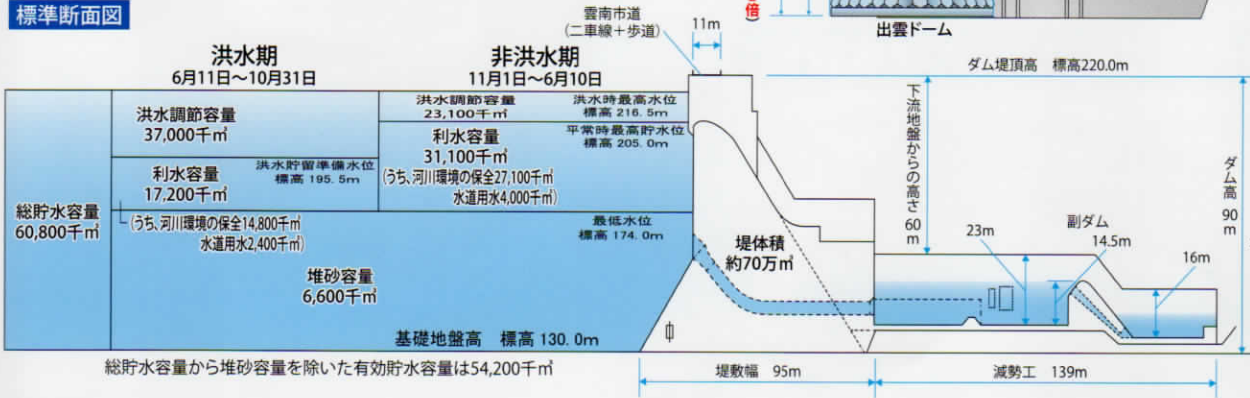 標準断面図
倍
出雲ドーム
雲南市道
(二車線+歩道)
11m
ダム堤頂高 標高220.0m
洪水期
6月11日~10月31日
非洪水期
11月1日~6月10日
洪水調節容量
37,000千㎥
洪水調節容量
23,100千㎥
洪水時最高水位
標高 216.5m
平常時最高貯水位
標高 205.0m
利水容量
31,100千㎥
(うち、河川環境の保全27,100千㎥
水道用水4,000千㎥)
洪水貯留準備水位
標高 195.5m
利水容量
17,200千㎥
(うち、河川環境の保全14,800千㎥
水道用水2,400千㎥)
総貯水容量
60,800千㎥
最低水位
標高 174.0m
堆砂容量
6,600千㎥
基礎地盤高 標高 130.0m
堤体積
約70万㎥
下流地盤からの高さ 60m
ダム高 90m
23m
副ダム
14.5m
16m
総貯水容量から堆砂容量を除いた有効貯水容量は54,200千㎥
堤敷幅 95m
減勢工 139m